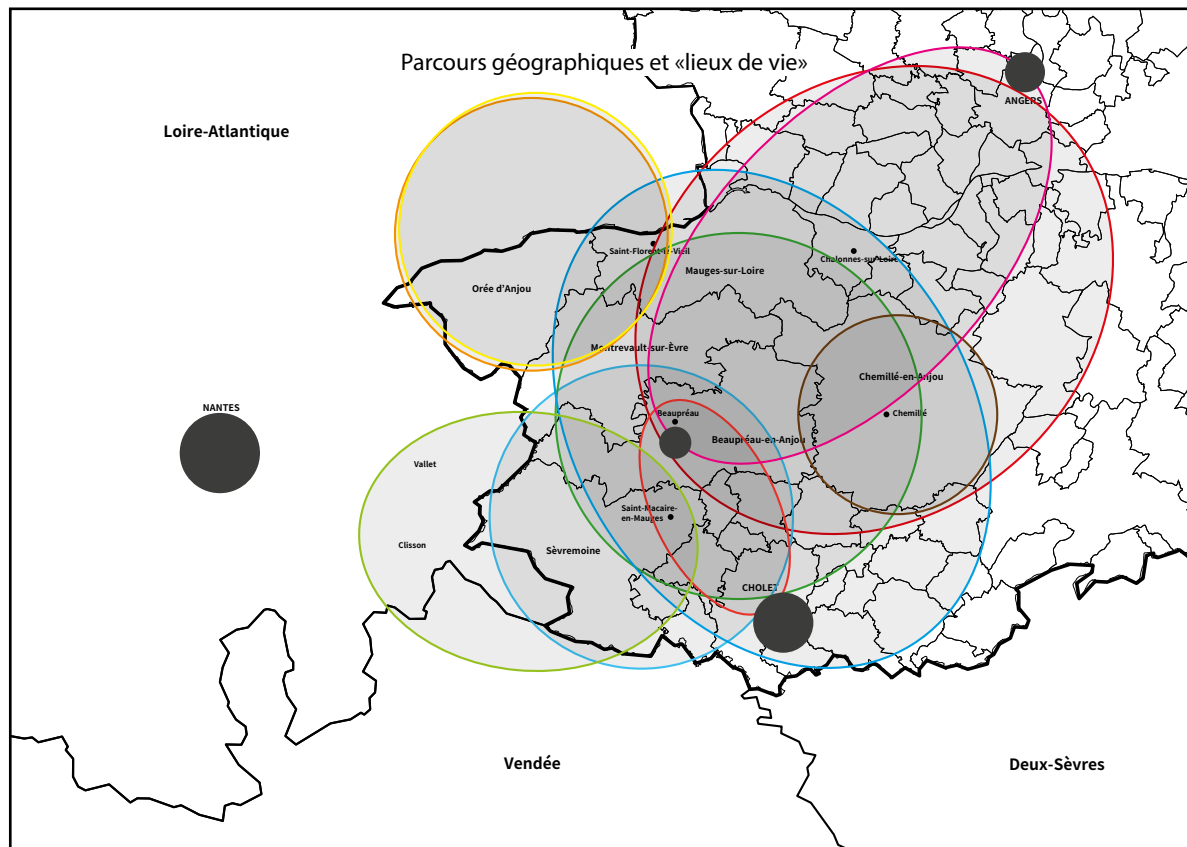 Parcours géographiques et «lieux de vie»
ANGERS
Loire-Atlantique
Saint-Florent-le-Vieil
Chalonnes-sur-Loire
Mauges-sur-Loire
Orée d'Anjou
Montrevault-sur-Èvre
Chemillé-en-Anjou
NANTES
Beaupréau
Chemillé
Beaupréau-en-Anjou
Vallet
Saint-Macaire-
en-Mauges
Clisson
Sèvremoine
CHOLET
Vendée
Deux-Sèvres